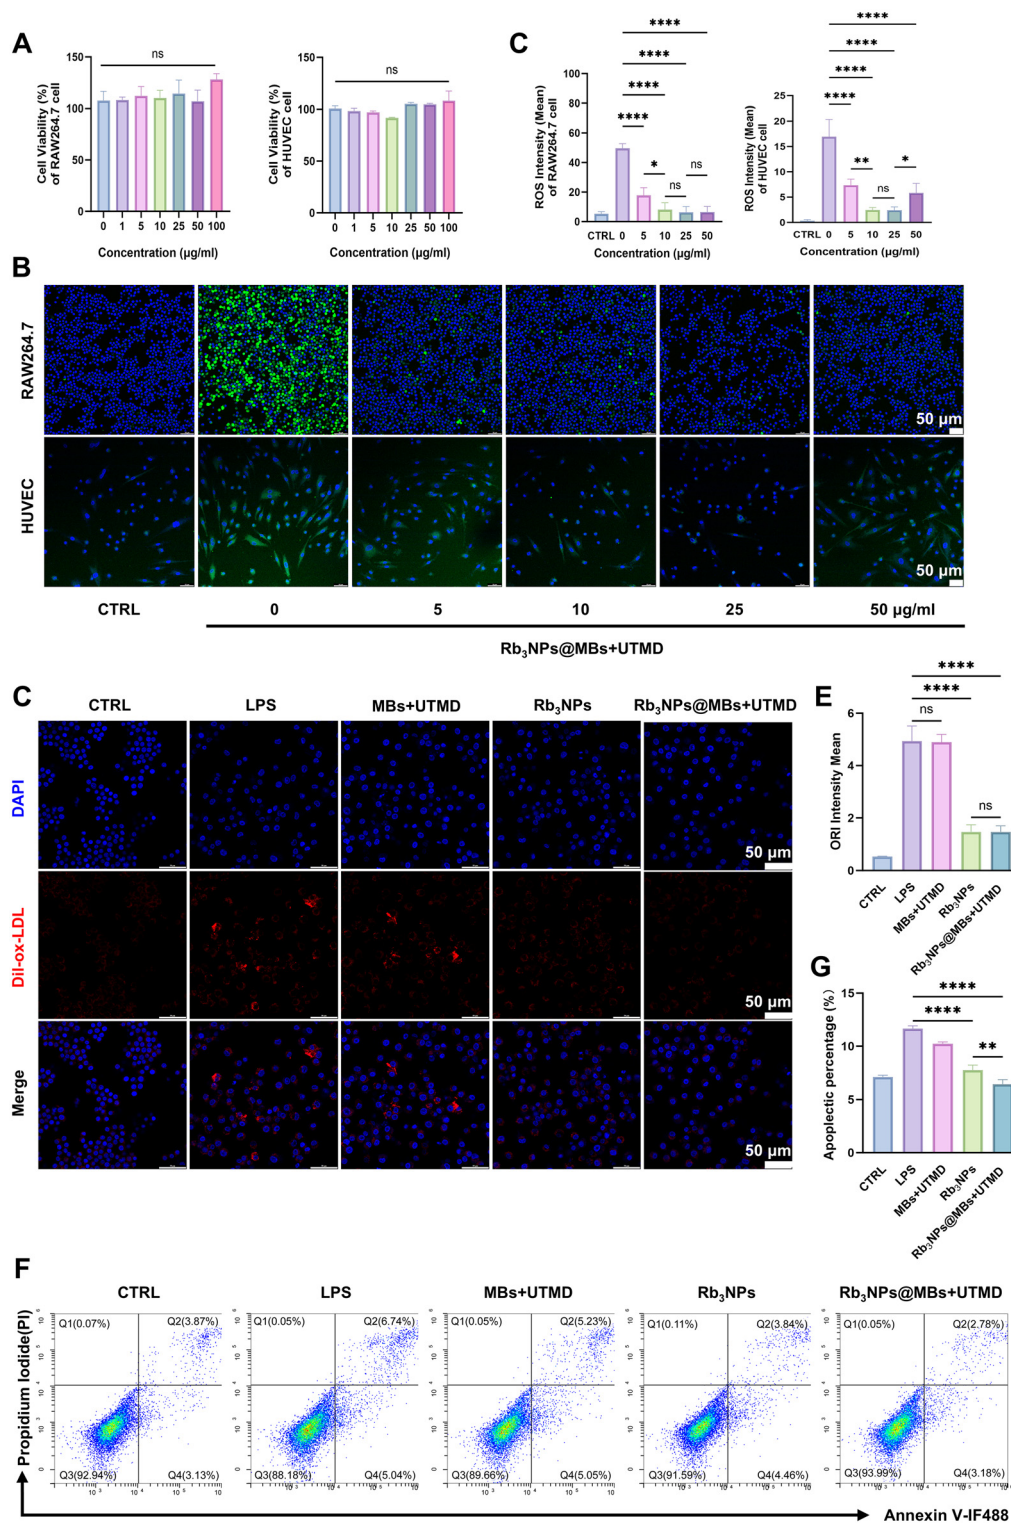 A
Cell Viability (%)
of RAW264.7 cell
150
100
50
0
ns
0 1 5 10 25 50 100
Concentration (μg/ml)
Cell Viability (%)
of HUVEC cell
150
100
50
0
ns
0 1 5 10 25 50 100
Concentration (μg/ml)
C
ROS Intensity (Mean)
of RAW264.7 cell
100
80
60
40
20
0
****
****
****
****
*
ns
ns
CTRL 0 5 10 25 50
Concentration (μg/ml)
ROS Intensity (Mean)
of HUVEC cell
25
20
15
10
5
0
****
****
****
****
**
ns
*
CTRL 0 5 10 25 50
Concentration (μg/ml)
B
RAW264.7
50 μm
HUVEC
50 μm
CTRL 0 5 10 25 50 μg/ml
Rb3NPs@MBs+UTMD
C
CTRL LPS MBs+UTMD Rb3NPs Rb3NPs@MBs+UTMD
DAPI
50 μm
Dil-ox-LDL
50 μm
Merge
50 μm
E
ORI Intensity Mean
6
4
2
0
****
****
ns
ns
CTRL
LPS
MBs+UTMD
Rb3NPs
Rb3NPs@MBs+UTMD
G
Apoplectic percentage (%)
15
10
5
0
****
****
**
CTRL
LPS
MBs+UTMD
Rb3NPs
Rb3NPs@MBs+UTMD
F
CTRL LPS MBs+UTMD Rb3NPs Rb3NPs@MBs+UTMD
Propidium Iodide(PI)
Q1(0.07%) Q2(3.87%)
Q3(92.94%) Q4(3.13%)
Q1(0.05%) Q2(6.74%)
Q3(88.18%) Q4(5.04%)
Q1(0.05%) Q2(5.23%)
Q3(89.66%) Q4(5.05%)
Q1(0.11%) Q2(3.84%)
Q3(91.59%) Q4(4.46%)
Q1(0.05%) Q2(2.78%)
Q3(93.99%) Q4(3.18%)
Annexin V-IF488